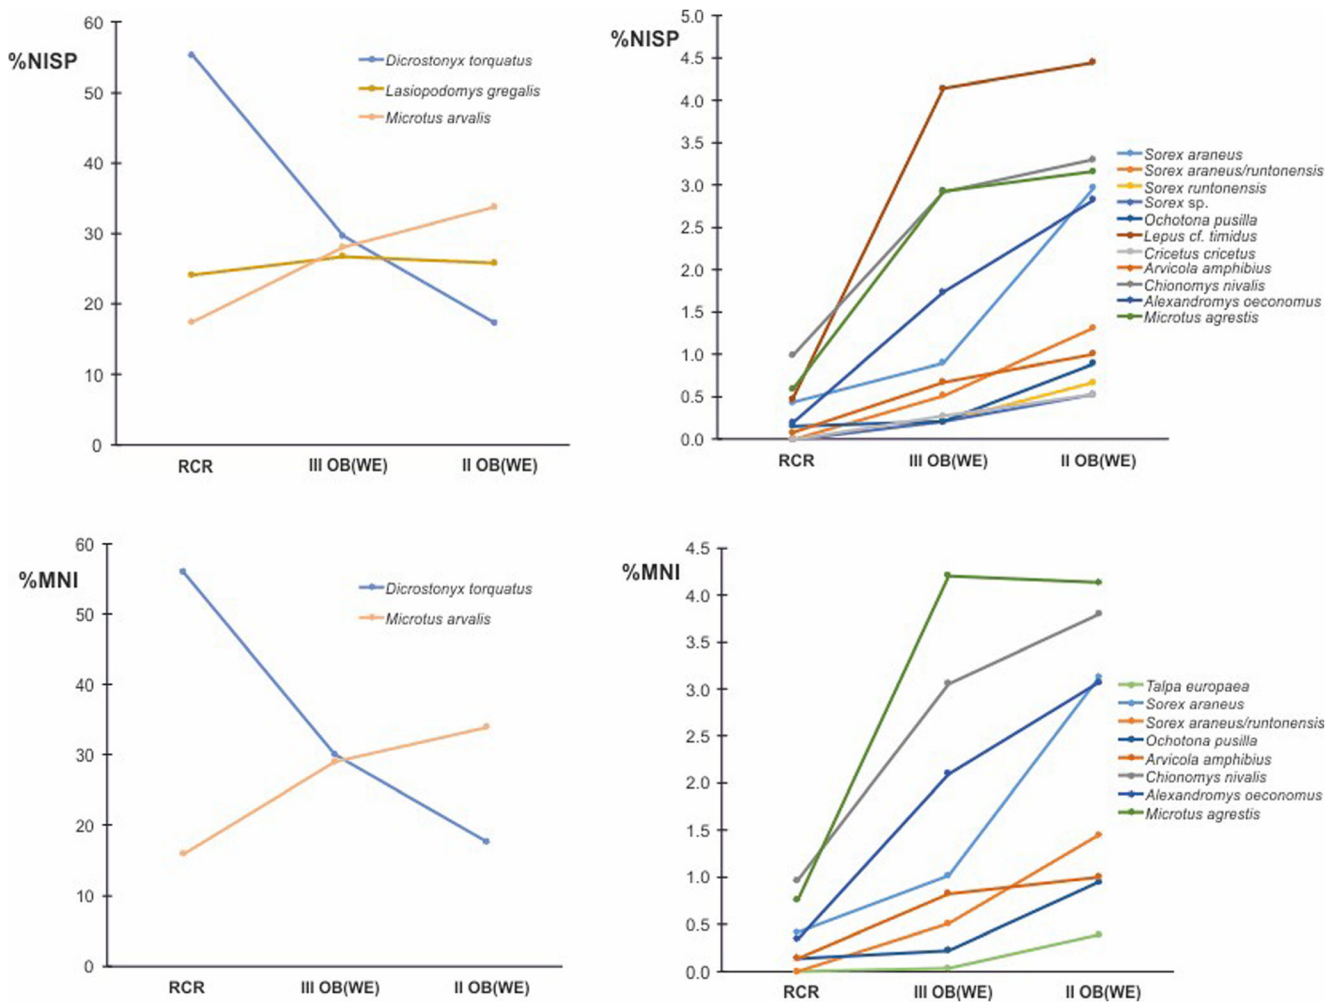 %NISP
60
50
40
30
20
10
0
RCR
III OB(WE)
II OB(WE)
Dicrostonyx torquatus
Lasiopodomys gregalis
Microtus arvalis
%NISP
5.0
4.5
4.0
3.5
3.0
2.5
2.0
1.5
1.0
0.5
0.0
RCR
III OB(WE)
II OB(WE)
Sorex araneus
Sorex araneus/runtonensis
Sorex runtonensis
Sorex sp.
Ochotona pusilla
Lepus cf. timidus
Cricetus cricetus
Arvicola amphibius
Chionomys nivalis
Alexandromys oeconomus
Microtus agrestis
%MNI
60
50
40
30
20
10
0
RCR
III OB(WE)
II OB(WE)
Dicrostonyx torquatus
Microtus arvalis
%MNI
4.5
4.0
3.5
3.0
2.5
2.0
1.5
1.0
0.5
0.0
RCR
III OB(WE)
II OB(WE)
Talpa europaea
Sorex araneus
Sorex araneus/runtonensis
Ochotona pusilla
Arvicola amphibius
Chionomys nivalis
Alexandromys oeconomus
Microtus agrestis